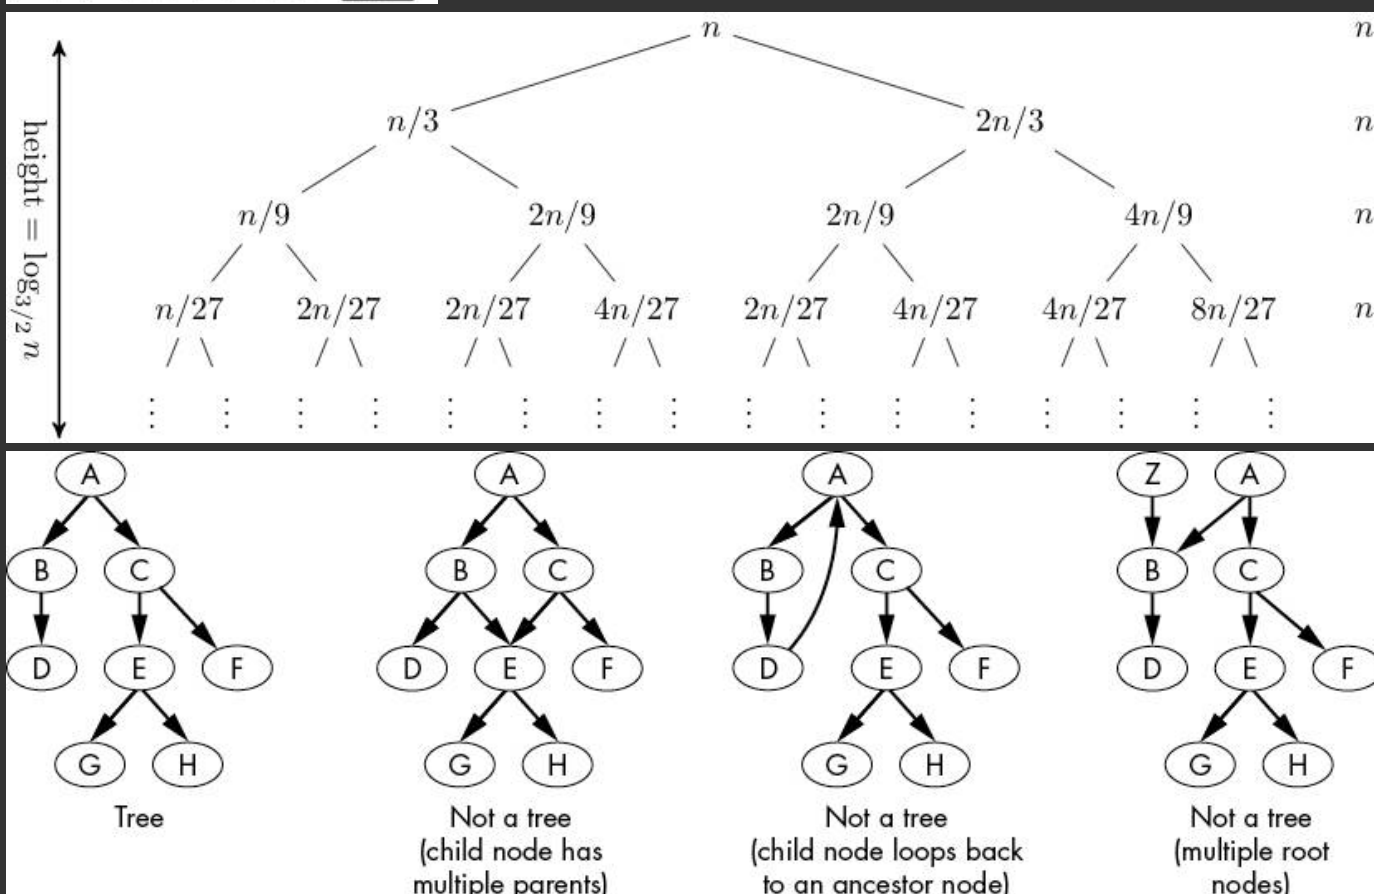 n n
n/3 2n/3 n
n/9 2n/9 2n/9 4n/9 n
n/27 2n/27 2n/27 4n/27 2n/27 4n/27 4n/27 8n/27 n
⋮ ⋮ ⋮ ⋮ ⋮ ⋮ ⋮ ⋮ ⋮ ⋮ ⋮ ⋮ ⋮ ⋮ ⋮ ⋮
height = log_{3/2} n
A A A Z A
B C B C B C B C
D E F D E F D E F D E F
G H G H G H G H
Tree Not a tree Not a tree Not a tree
(child node has (child node loops back (multiple root
multiple parents) to an ancestor node) nodes)